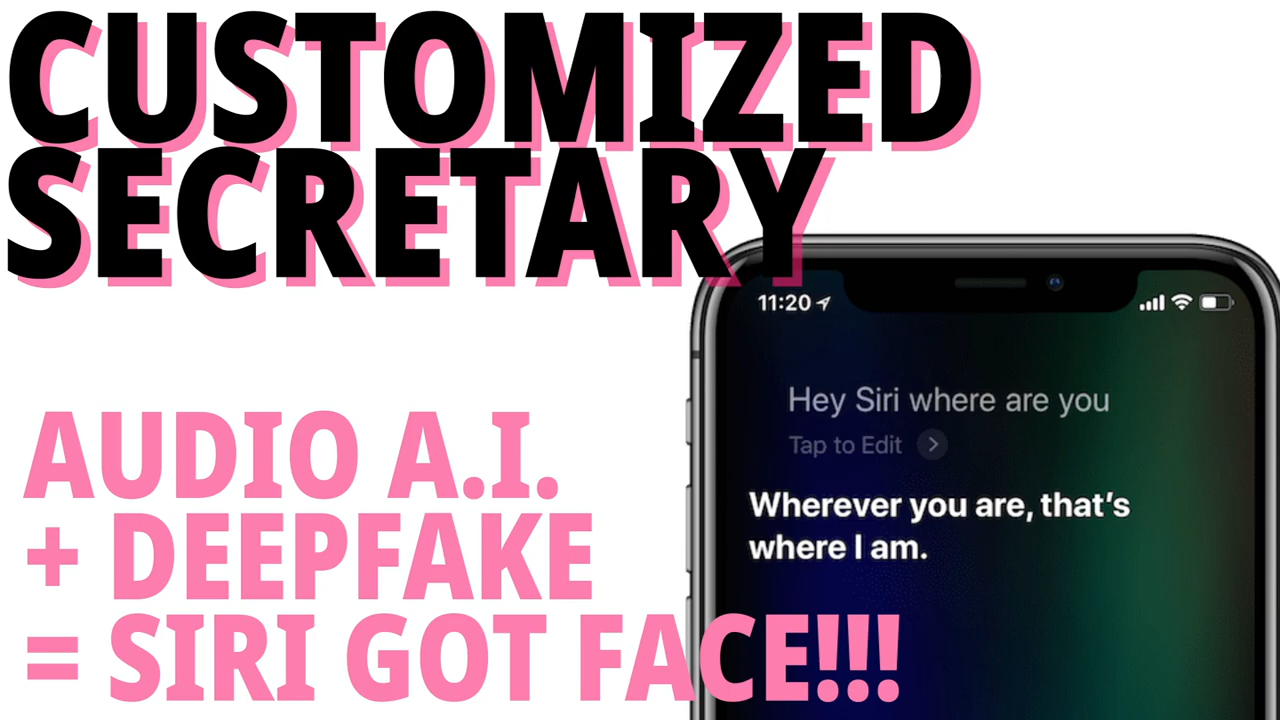 CUSTOMIZED
SECRETARY
11:20
Hey Siri where are you
Tap to Edit
Wherever you are, that's
where I am.
AUDIO A.I.
+ DEEPFAKE
= SIRI GOT FACE!!!